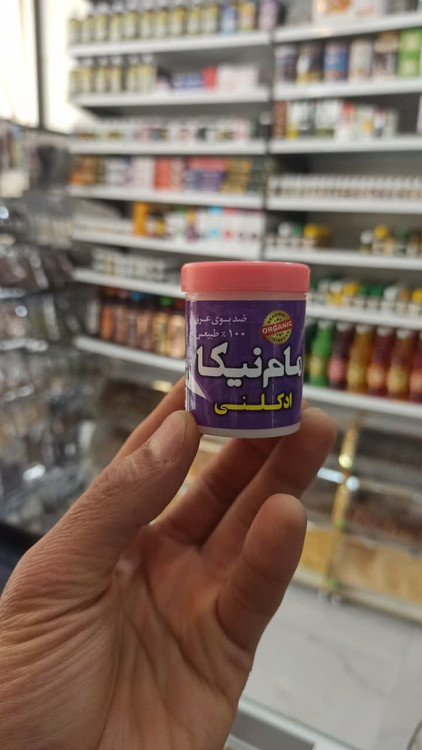 ضد بوی عرق
۱۰۰٪ طبیعی
ORGANIC
مام نیکا
ادکلنی